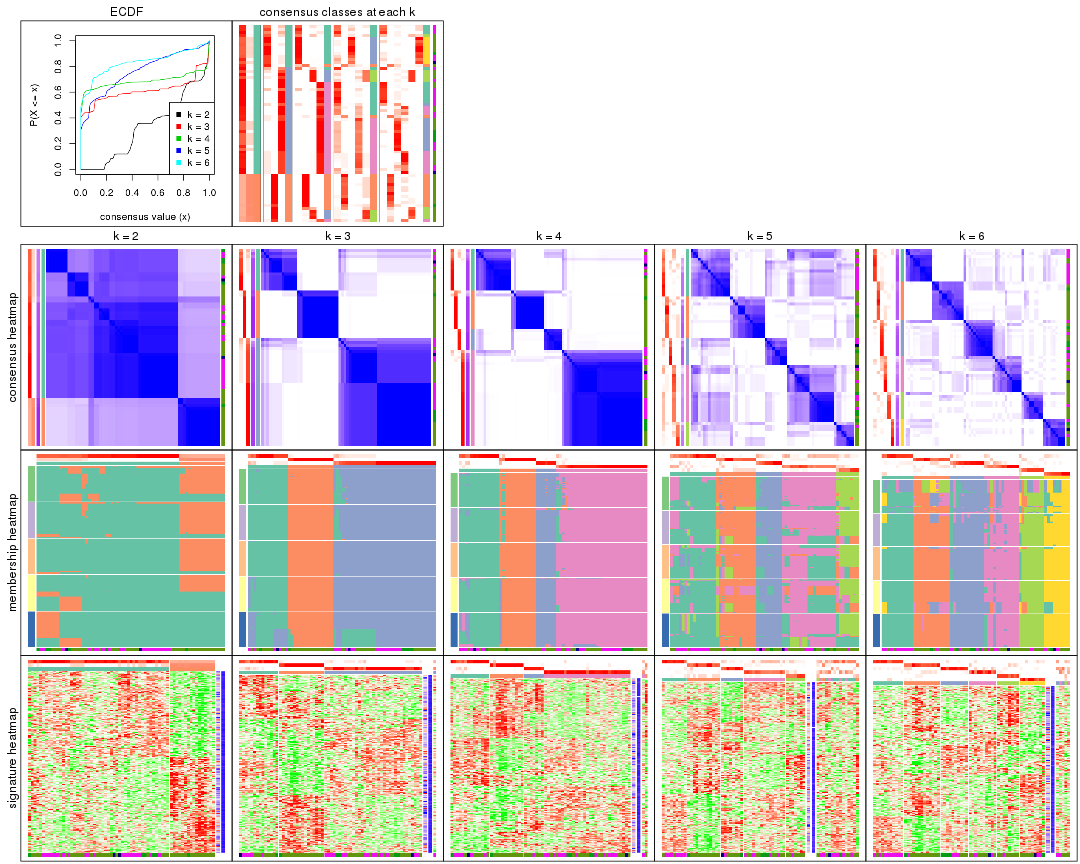 ECDF
consensus classes at each k
P(X <= x)
0.0 0.2 0.4 0.6 0.8 1.0
k = 2
k = 3
k = 4
k = 5
k = 6
0.0 0.2 0.4 0.6 0.8 1.0
consensus value (x)
k = 2
k = 3
k = 4
k = 5
k = 6
consensus heatmap
membership heatmap
signature heatmap